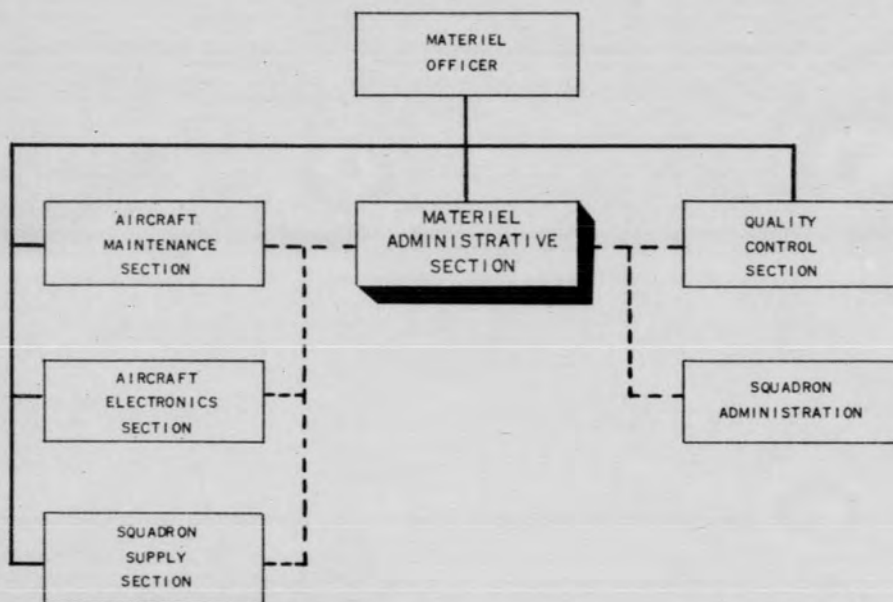 MATERIEL
OFFICER
AIRCRAFT
MAINTENANCE
SECTION
MATERIEL
ADMINISTRATIVE
SECTION
QUALITY
CONTROL
SECTION
AIRCRAFT
ELECTRONICS
SECTION
SQUADRON
ADMINISTRATION
SQUADRON
SUPPLY
SECTION